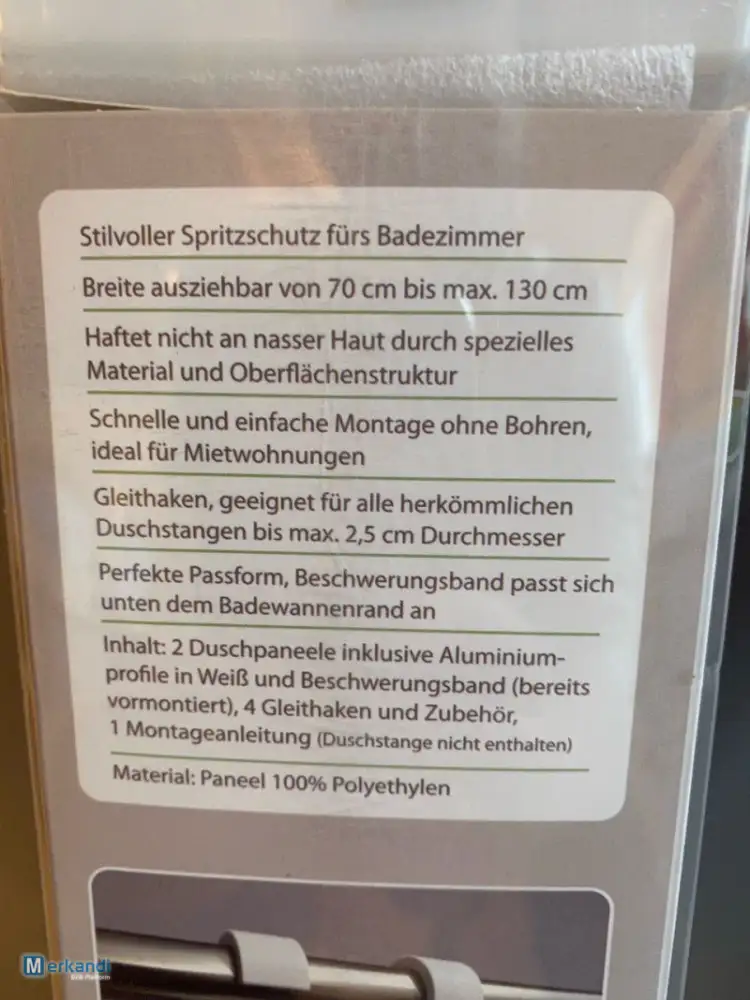 Stilvoller Spritzschutz fürs Badezimmer
Breite ausziehbar von 70 cm bis max. 130 cm
Haftet nicht an nasser Haut durch spezielles
Material und Oberflächenstruktur
Schnelle und einfache Montage ohne Bohren,
ideal für Mietwohnungen
Gleithaken, geeignet für alle herkömmlichen
Duschstangen bis max. 2,5 cm Durchmesser
Perfekte Passform, Beschwerungsband passt sich
unten dem Badewannenrand an
Inhalt: 2 Duschpaneele inklusive Aluminium-
profile in Weiß und Beschwerungsband (bereits
vormontiert), 4 Gleithaken und Zubehör,
1 Montageanleitung (Duschstange nicht enthalten)
Material: Paneel 100% Polyethylen
Merkandi
B2B Platform